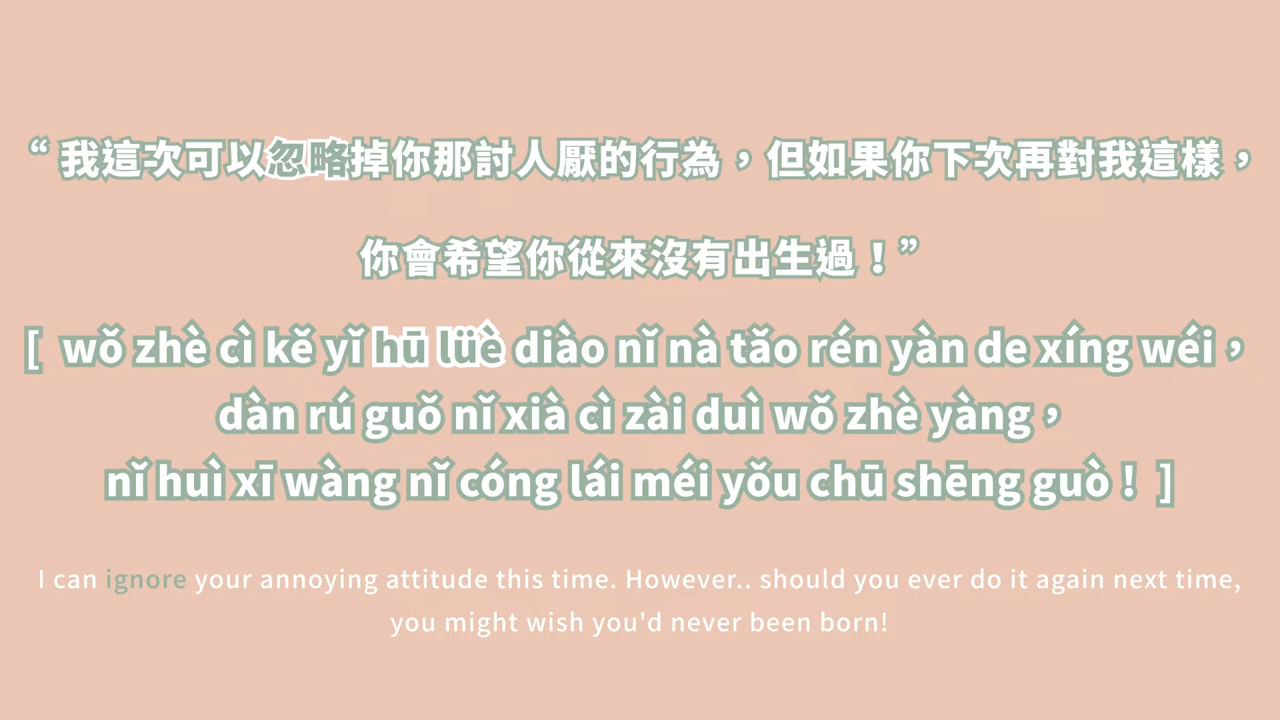 “ 我這次可以忽略掉你那討人厭的行為，但如果你下次再對我這樣，
你會希望你從來沒有出生過！”
[ wǒ zhè cì kě yǐ hū lüè diào nǐ nà tǎo rén yàn de xíng wéi，
dàn rú guǒ nǐ xià cì zài duì wǒ zhè yàng，
nǐ huì xī wàng nǐ cóng lái méi yǒu chū shēng guò！ ]
I can ignore your annoying attitude this time. However.. should you ever do it again next time,
you might wish you'd never been born!